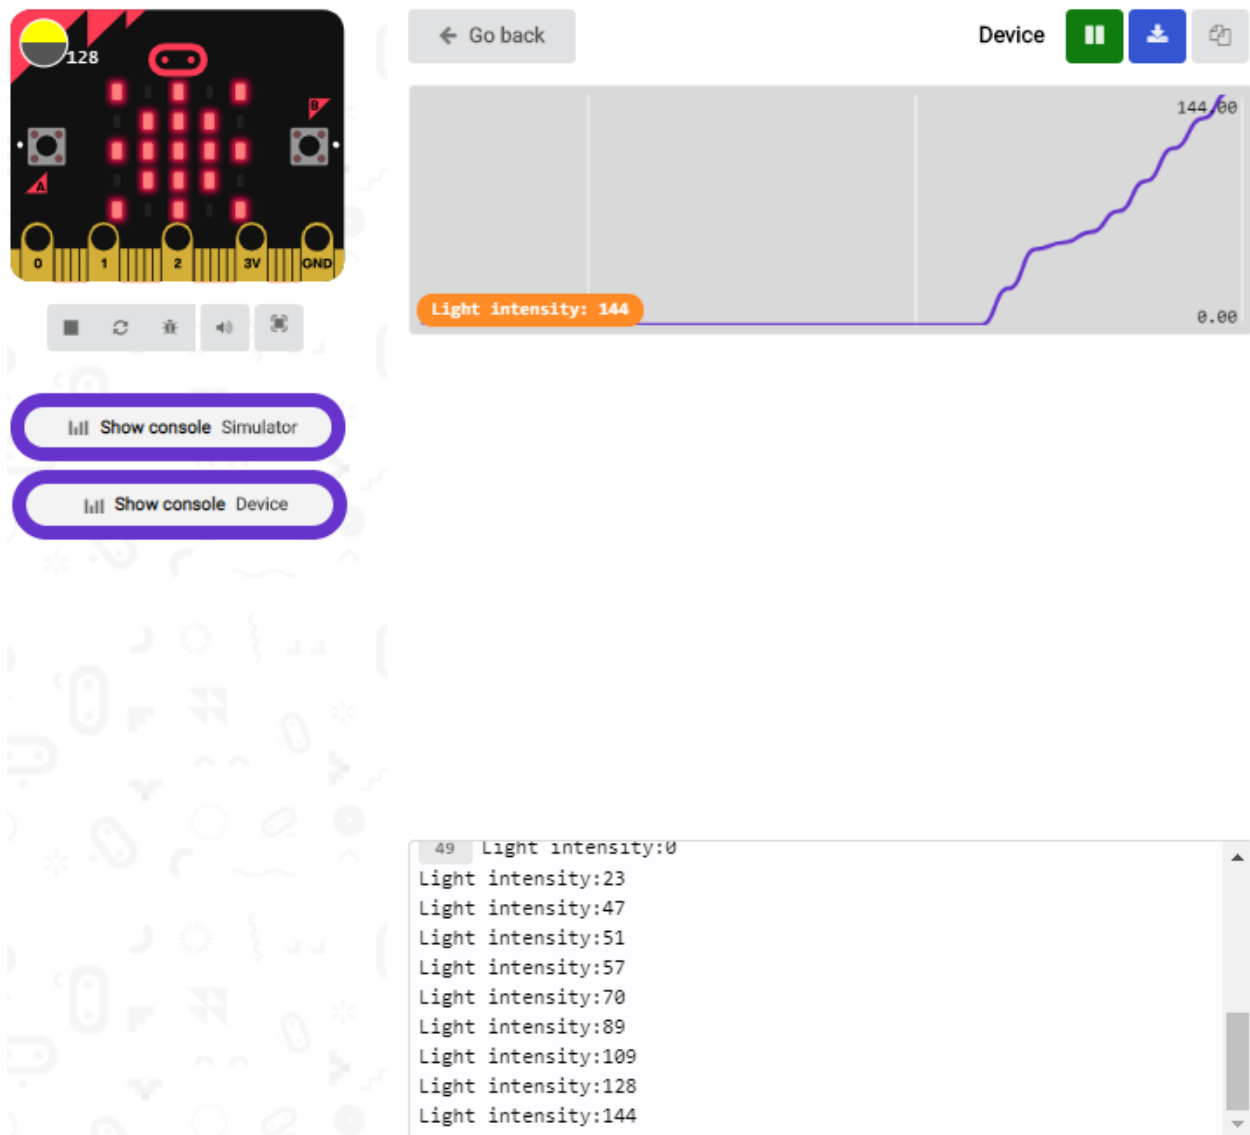 128
B
A
0 1 2 3V GND
Show console Simulator
Show console Device
Go back
Device
144.00
Light intensity: 144
0.00
49 Light intensity:0
Light intensity:23
Light intensity:47
Light intensity:51
Light intensity:57
Light intensity:70
Light intensity:89
Light intensity:109
Light intensity:128
Light intensity:144